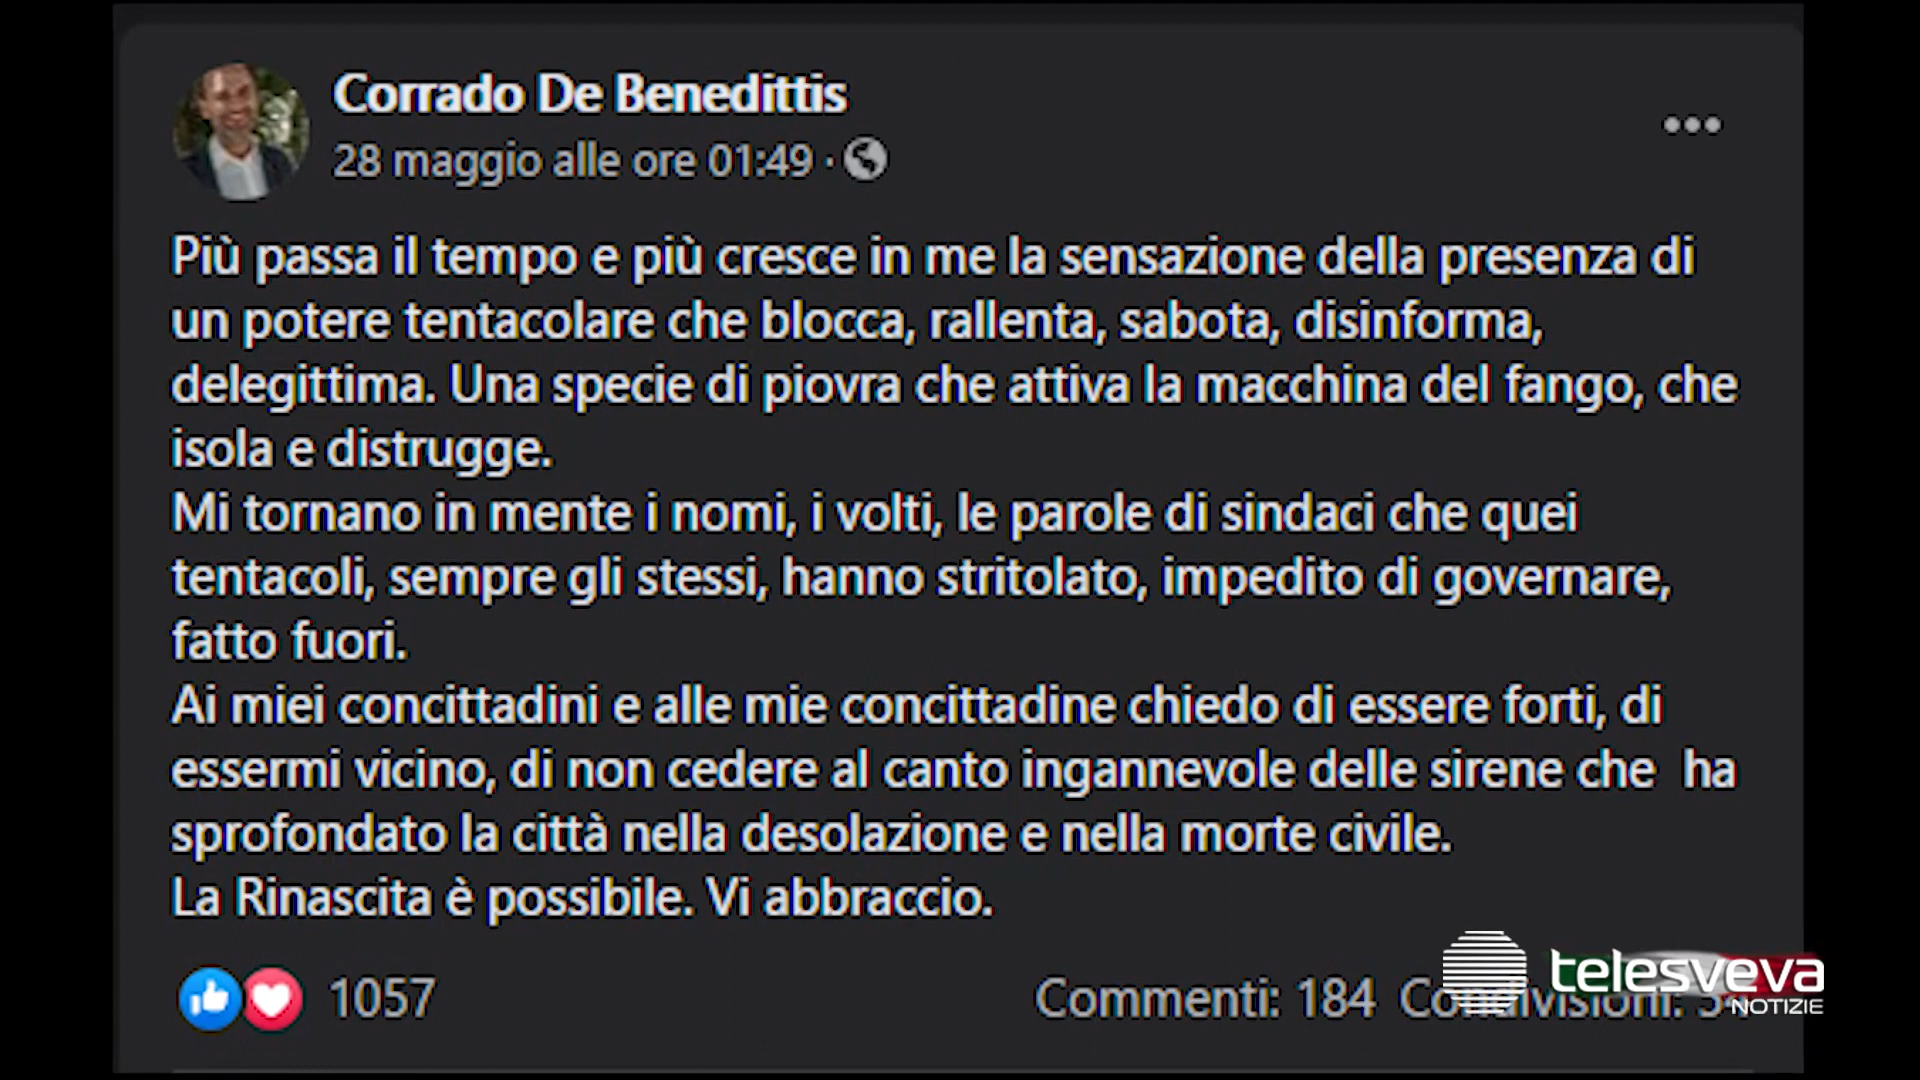 Corrado De Benedittis
28 maggio alle ore 01:49 ·
Più passa il tempo e più cresce in me la sensazione della presenza di
un potere tentacolare che blocca, rallenta, sabota, disinforma,
delegittima. Una specie di piovra che attiva la macchina del fango, che
isola e distrugge.
Mi tornano in mente i nomi, i volti, le parole di sindaci che quei
tentacoli, sempre gli stessi, hanno stritolato, impedito di governare,
fatto fuori.
Ai miei concittadini e alle mie concittadine chiedo di essere forti, di
essermi vicino, di non cedere al canto ingannevole delle sirene che  ha
sprofondato la città nella desolazione e nella morte civile.
La Rinascita è possibile. Vi abbraccio.
1057
Commenti: 184 Condivisioni:
telesveva
NOTIZIE